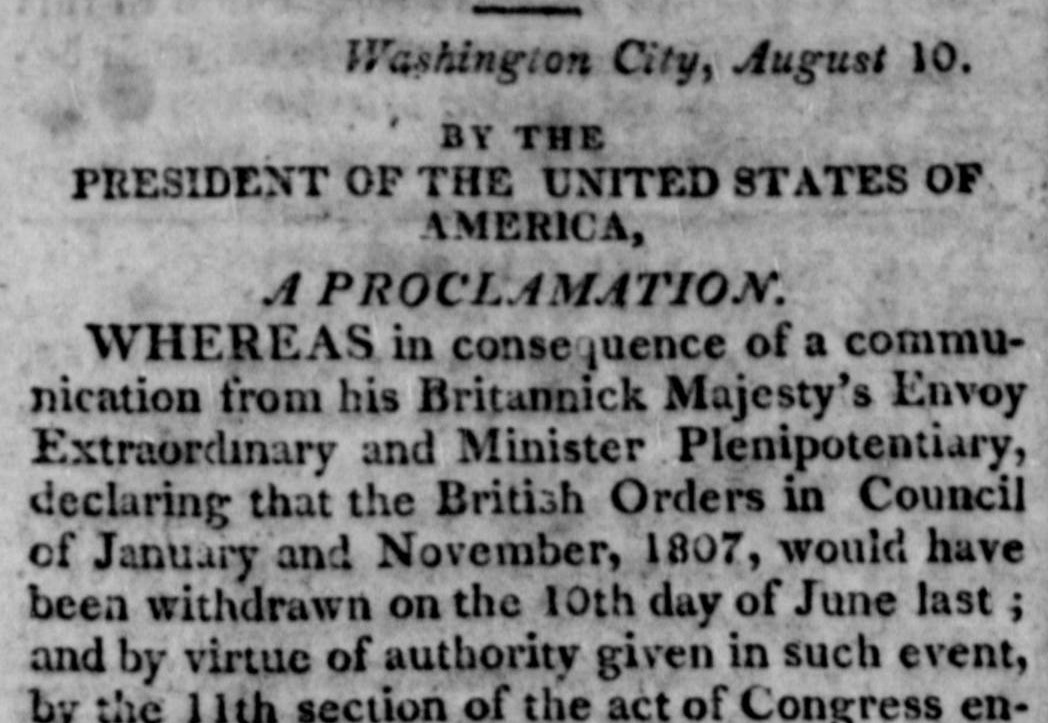 Washington City, August 10.
BY THE
PRESIDENT OF THE UNITED STATES OF
AMERICA,
A PROCLAMATION.
WHEREAS in consequence of a commu-
nication from his Britannick Majesty's Envoy
Extraordinary and Minister Plenipotentiary,
declaring that the British Orders in Council
of January and November, 1807, would have
been withdrawn on the 10th day of June last ;
and by virtue of authority given in such event,
by the 11th section of the act of Congress en-